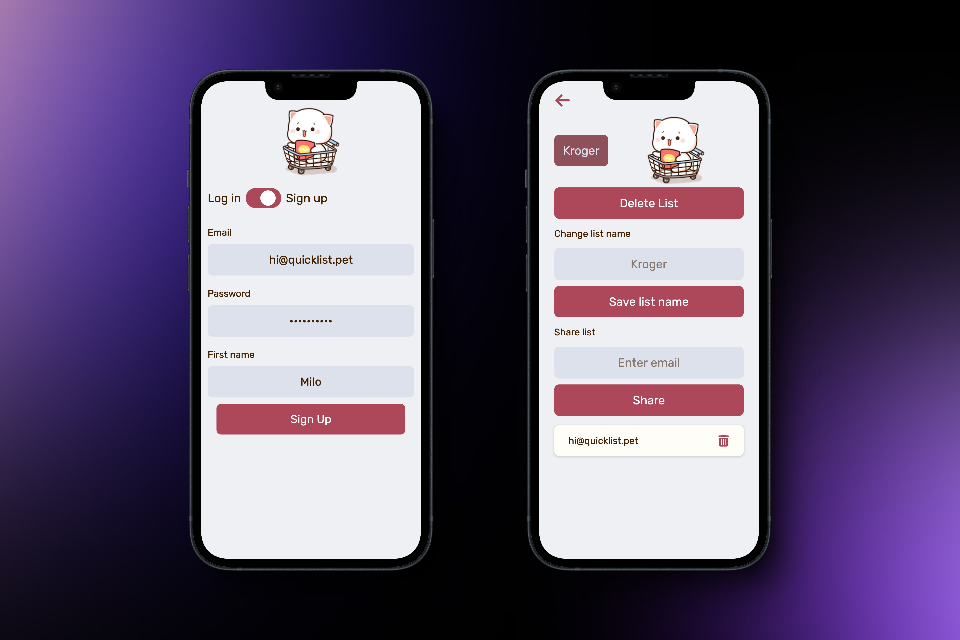 Log in Sign up
Email
hi@quicklist.pet
Password
••••••••••
First name
Milo
Sign Up
Kroger
Delete List
Change list name
Kroger
Save list name
Share list
Enter email
Share
hi@quicklist.pet